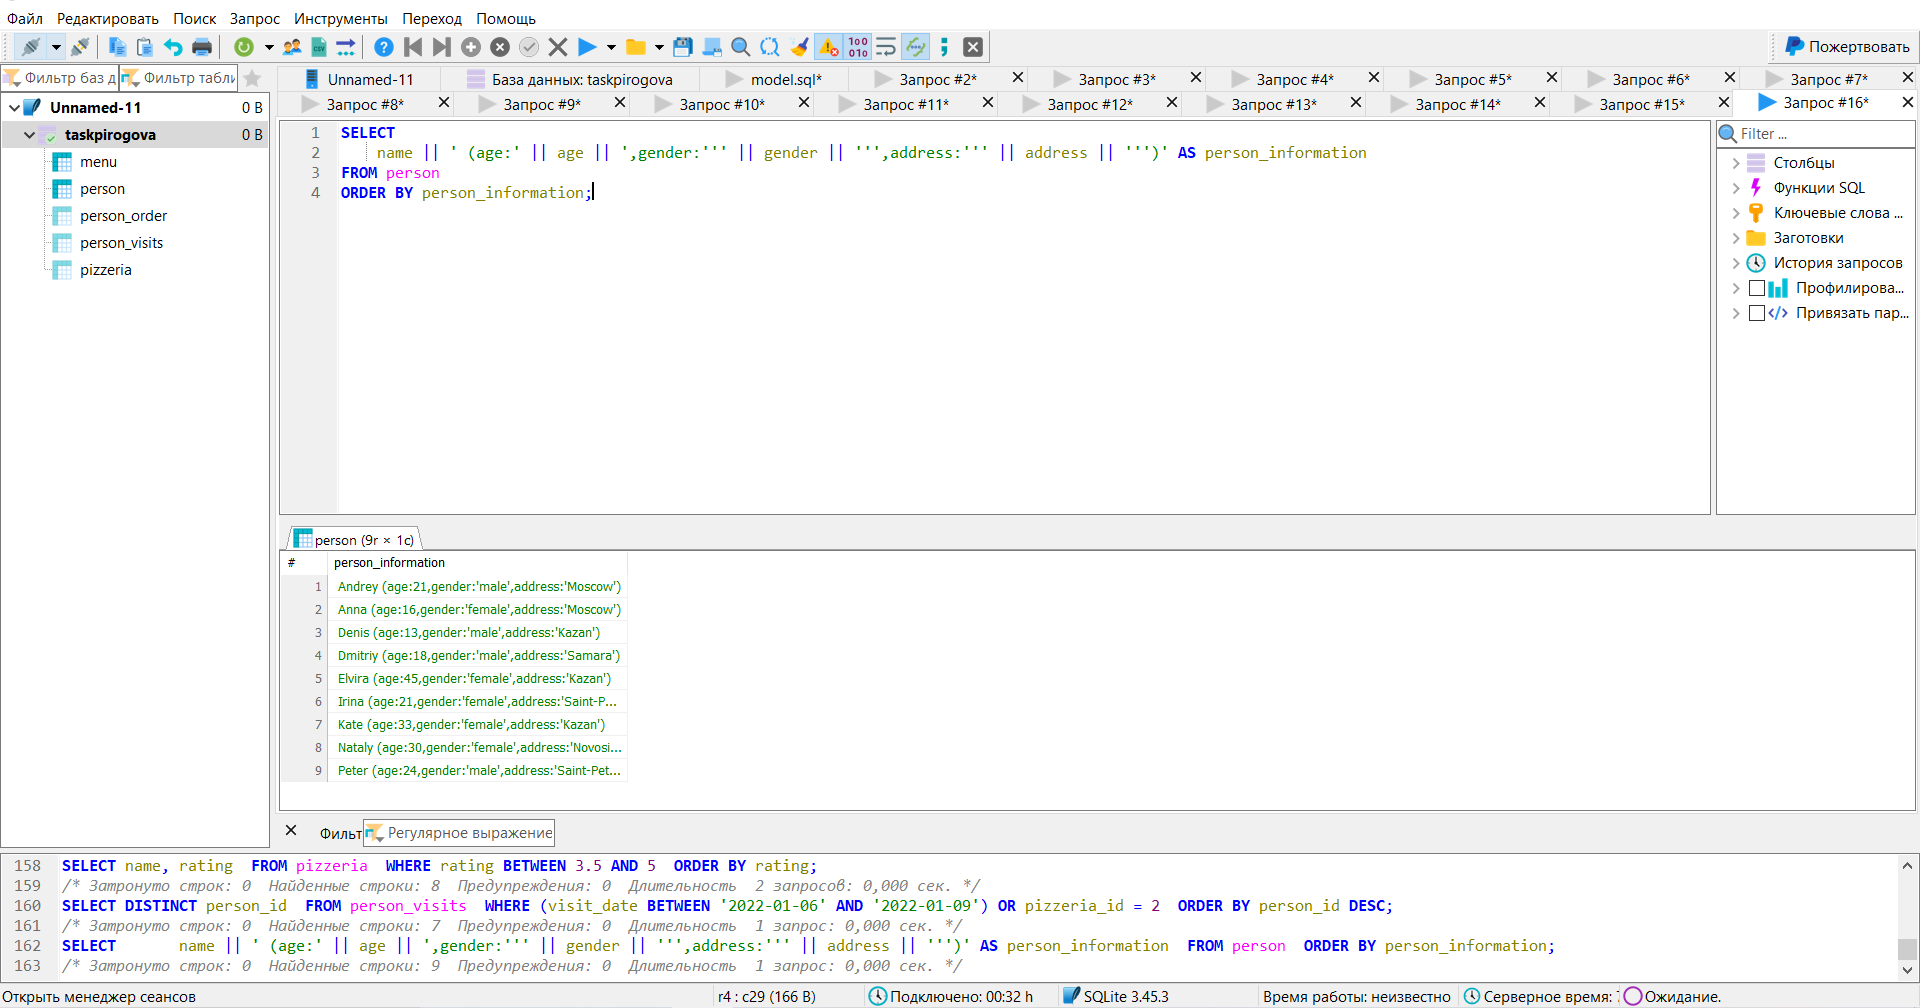 Файл Редактировать Поиск Запрос Инструменты Переход Помощь
Пожертвовать
Фильтр баз д Фильтр табли
Unnamed-11 База данных: taskpirogova model.sql* Запрос #2* Запрос #3* Запрос #4* Запрос #5* Запрос #6* Запрос #7*
Запрос #8* Запрос #9* Запрос #10* Запрос #11* Запрос #12* Запрос #13* Запрос #14* Запрос #15* Запрос #16*
Unnamed-11 0 B
taskpirogova 0 B
menu
person
person_order
person_visits
pizzeria
1 SELECT
2 name || ' (age:' || age || ',gender:''' || gender || ''',address:''' || address || ''')' AS person_information
3 FROM person
4 ORDER BY person_information;
Filter ...
Столбцы
Функции SQL
Ключевые слова ...
Заготовки
История запросов
Профилирова...
Привязать пар...
person (9r × 1c)
# person_information
1 Andrey (age:21,gender:'male',address:'Moscow')
2 Anna (age:16,gender:'female',address:'Moscow')
3 Denis (age:13,gender:'male',address:'Kazan')
4 Dmitriy (age:18,gender:'male',address:'Samara')
5 Elvira (age:45,gender:'female',address:'Kazan')
6 Irina (age:21,gender:'female',address:'Saint-P...
7 Kate (age:33,gender:'female',address:'Kazan')
8 Nataly (age:30,gender:'female',address:'Novosi...
9 Peter (age:24,gender:'male',address:'Saint-Pet...
Фильт Регулярное выражение
158 SELECT name, rating FROM pizzeria WHERE rating BETWEEN 3.5 AND 5 ORDER BY rating;
159 /* Затронуто строк: 0 Найденные строки: 8 Предупреждения: 0 Длительность 2 запросов: 0,000 сек. */
160 SELECT DISTINCT person_id FROM person_visits WHERE (visit_date BETWEEN '2022-01-06' AND '2022-01-09') OR pizzeria_id = 2 ORDER BY person_id DESC;
161 /* Затронуто строк: 0 Найденные строки: 7 Предупреждения: 0 Длительность 1 запрос: 0,000 сек. */
162 SELECT name || ' (age:' || age || ',gender:''' || gender || ''',address:''' || address || ''')' AS person_information FROM person ORDER BY person_information;
163 /* Затронуто строк: 0 Найденные строки: 9 Предупреждения: 0 Длительность 1 запрос: 0,000 сек. */
Открыть менеджер сеансов r4 : c29 (166 B) Подключено: 00:32 h SQLite 3.45.3 Время работы: неизвестно Серверное время: Ожидание.